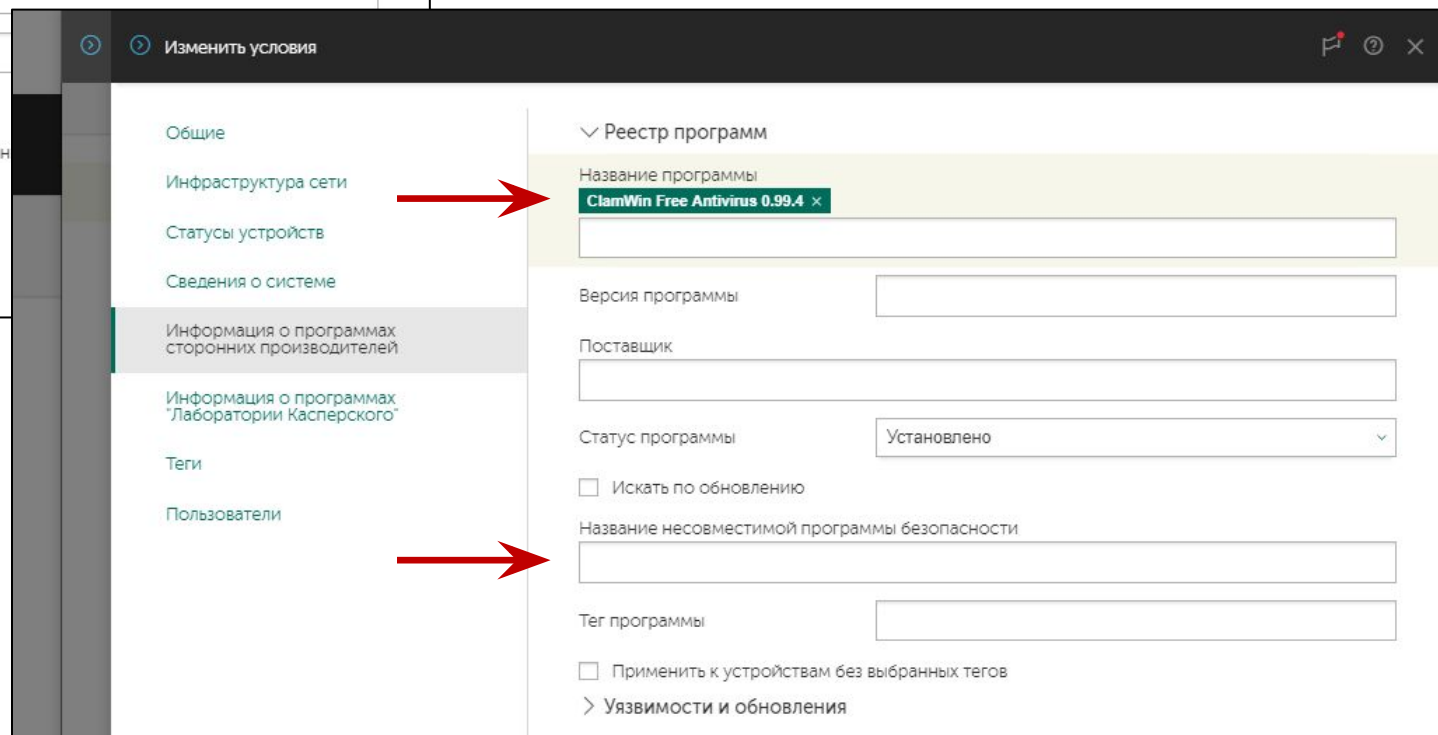 Изменить условия
Общие
Инфраструктура сети
Статусы устройств
Сведения о системе
Информация о программах
сторонних производителей
Информация о программах
"Лаборатории Касперского"
Теги
Пользователи
Реестр программ
Название программы
ClamWin Free Antivirus 0.99.4 ×
Версия программы
Поставщик
Статус программы
Установлено
Искать по обновлению
Название несовместимой программы безопасности
Тег программы
Применить к устройствам без выбранных тегов
Уязвимости и обновления